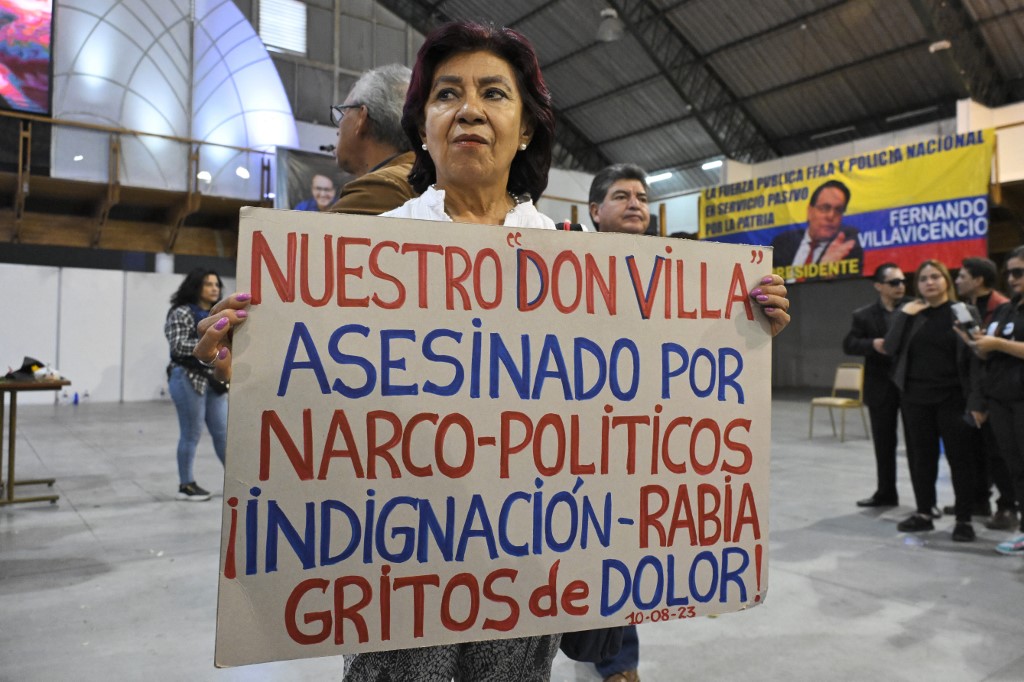 NUESTRO "DON VILLA"
ASESINADO POR
NARCO-POLITICOS
¡INDIGNACIÓN-RABIA
GRITOS de DOLOR!
10-08-23
LA FUERZA PUBLICA FFAA Y POLICIA NACIONAL
EN SERVICIO PASIVO
POR LA PATRIA
FERNANDO
VILLAVICENCIO
PRESIDENTE